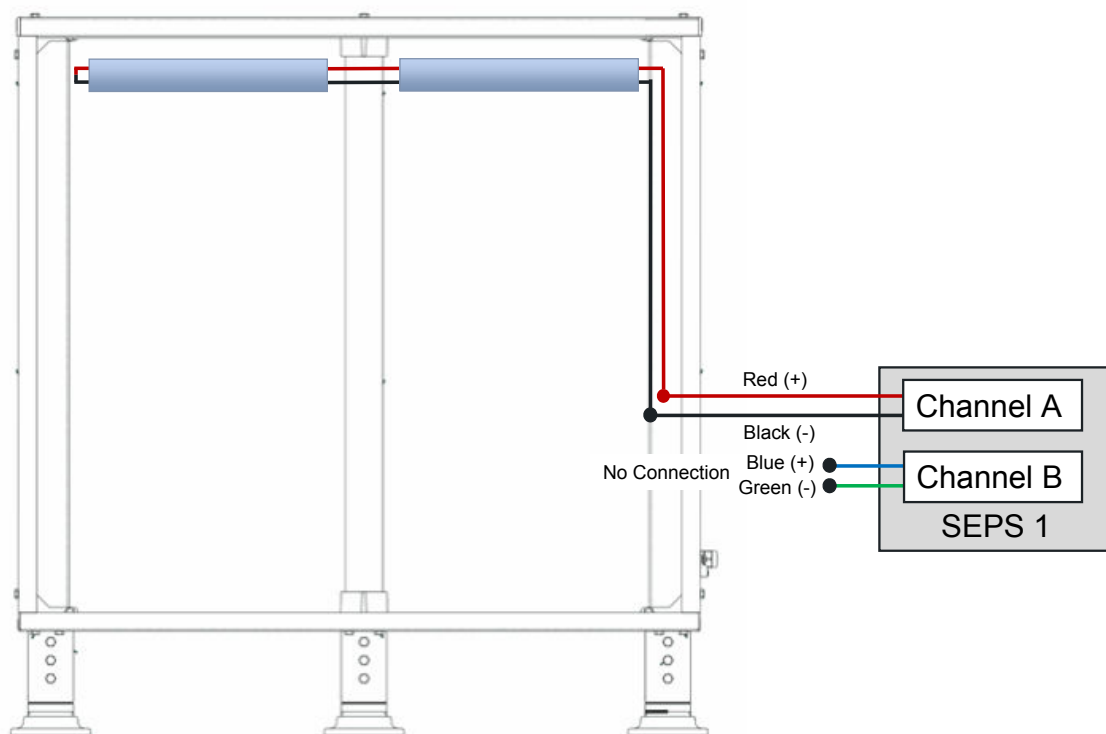 Red (+)
Channel A
Black (-)
Blue (+)
No Connection
Green (-)
Channel B
SEPS 1